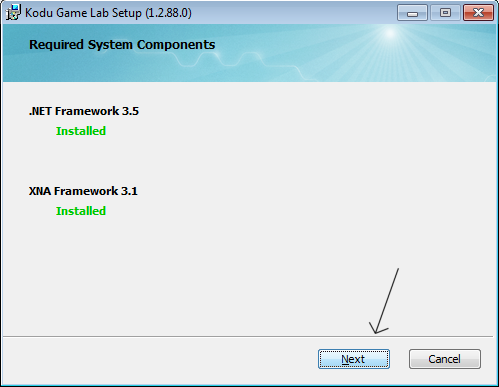 Kodu Game Lab Setup (1.2.88.0)
Required System Components
.NET Framework 3.5
Installed
XNA Framework 3.1
Installed
Next
Cancel